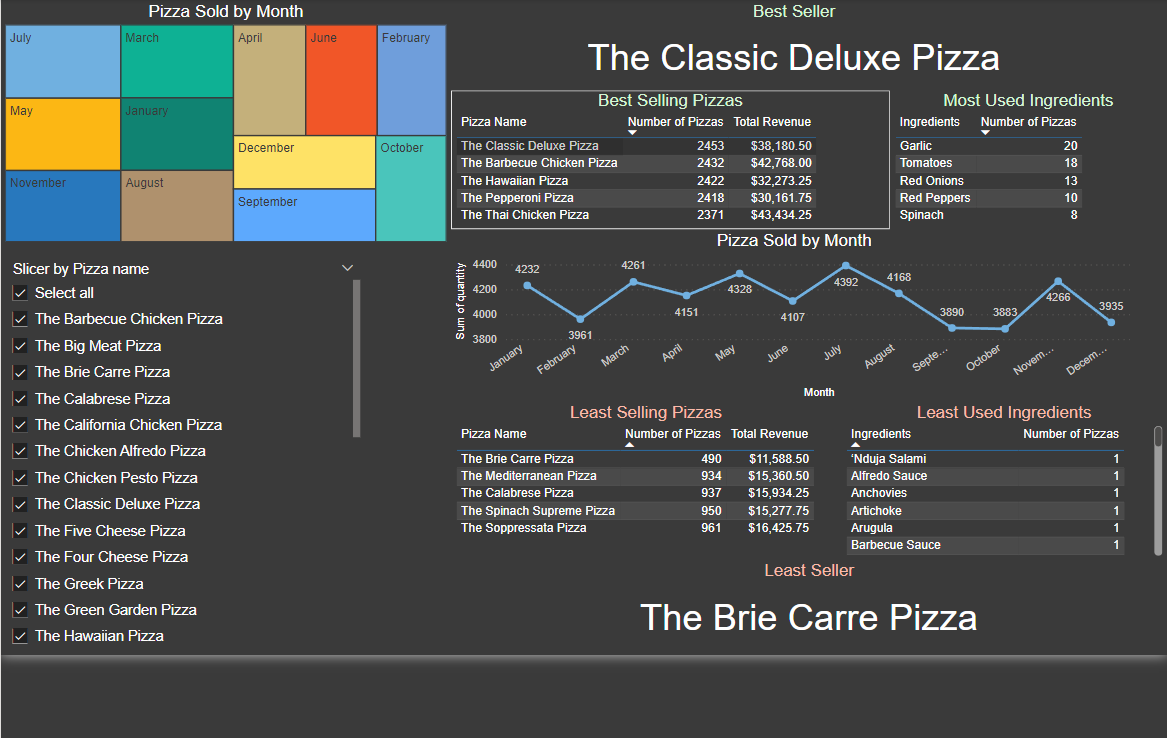 Pizza Sold by Month
July
March
April
June
February
May
January
December
October
November
August
September
Slicer by Pizza name
Select all
The Barbecue Chicken Pizza
The Big Meat Pizza
The Brie Carre Pizza
The Calabrese Pizza
The California Chicken Pizza
The Chicken Alfredo Pizza
The Chicken Pesto Pizza
The Classic Deluxe Pizza
The Five Cheese Pizza
The Four Cheese Pizza
The Greek Pizza
The Green Garden Pizza
The Hawaiian Pizza
Best Seller
The Classic Deluxe Pizza
Best Selling Pizzas
Pizza Name Number of Pizzas Total Revenue
The Classic Deluxe Pizza 2453 $38,180.50
The Barbecue Chicken Pizza 2432 $42,768.00
The Hawaiian Pizza 2422 $32,273.25
The Pepperoni Pizza 2418 $30,161.75
The Thai Chicken Pizza 2371 $43,434.25
Most Used Ingredients
Ingredients Number of Pizzas
Garlic 20
Tomatoes 18
Red Onions 13
Red Peppers 10
Spinach 8
Pizza Sold by Month
Sum of quantity
4400
4200
4000
3800
4232
3961
4261
4151
4328
4107
4392
4168
3890
3883
4266
3935
January
February
March
April
May
June
July
August
Septe...
October
Novem...
Decem...
Month
Least Selling Pizzas
Pizza Name Number of Pizzas Total Revenue
The Brie Carre Pizza 490 $11,588.50
The Mediterranean Pizza 934 $15,360.50
The Calabrese Pizza 937 $15,934.25
The Spinach Supreme Pizza 950 $15,277.75
The Soppressata Pizza 961 $16,425.75
Least Used Ingredients
Ingredients Number of Pizzas
'Nduja Salami 1
Alfredo Sauce 1
Anchovies 1
Artichoke 1
Arugula 1
Barbecue Sauce 1
Least Seller
The Brie Carre Pizza